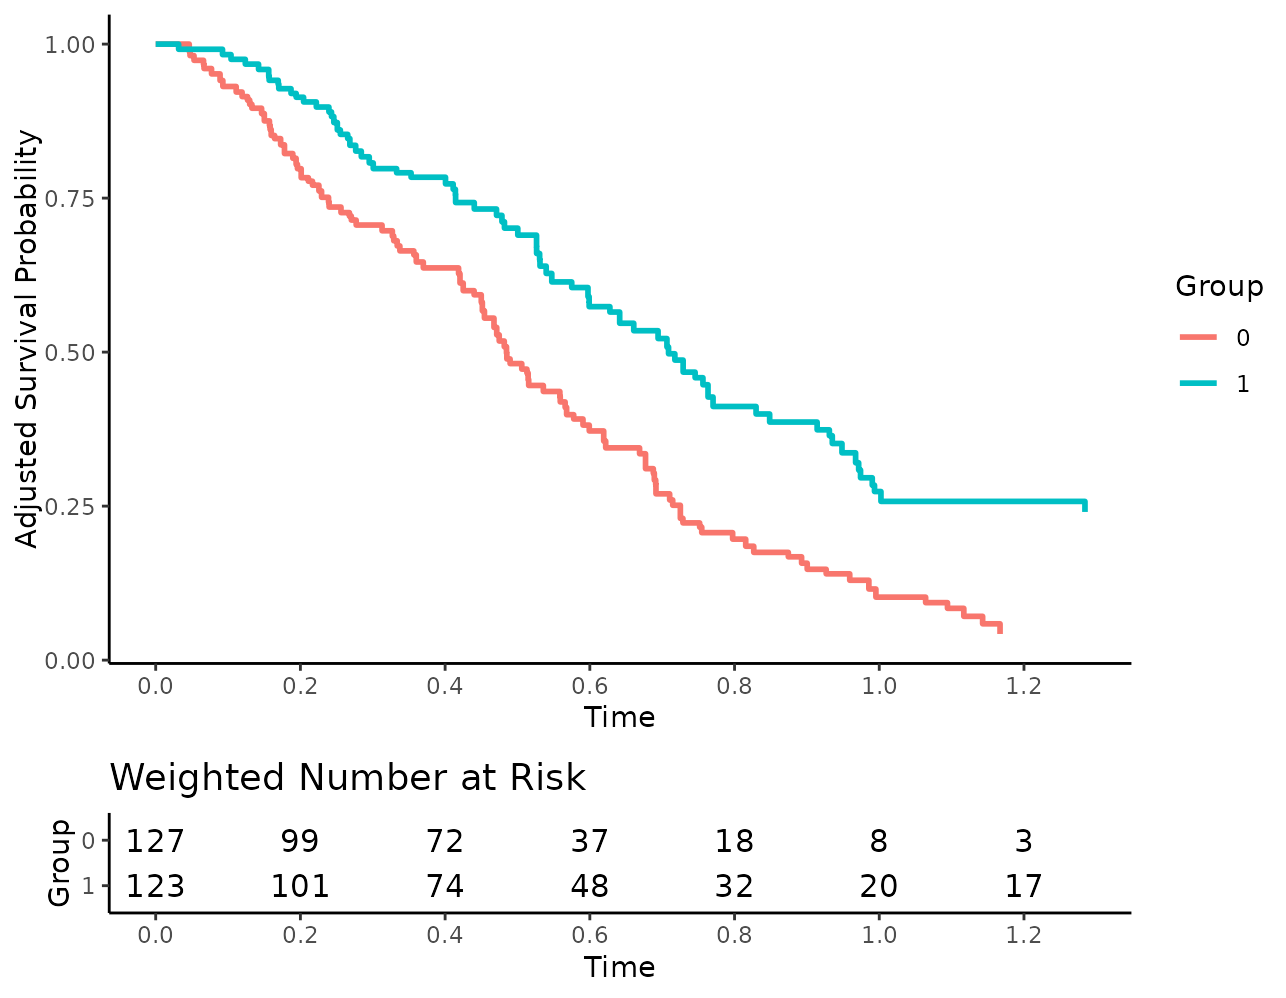 1.00
0.75
0.50
0.25
0.00
Adjusted Survival Probability
0.0 0.2 0.4 0.6 0.8 1.0 1.2
Time
Group
0
1
Weighted Number at Risk
Group
0 127 99 72 37 18 8 3
1 123 101 74 48 32 20 17
0.0 0.2 0.4 0.6 0.8 1.0 1.2
Time